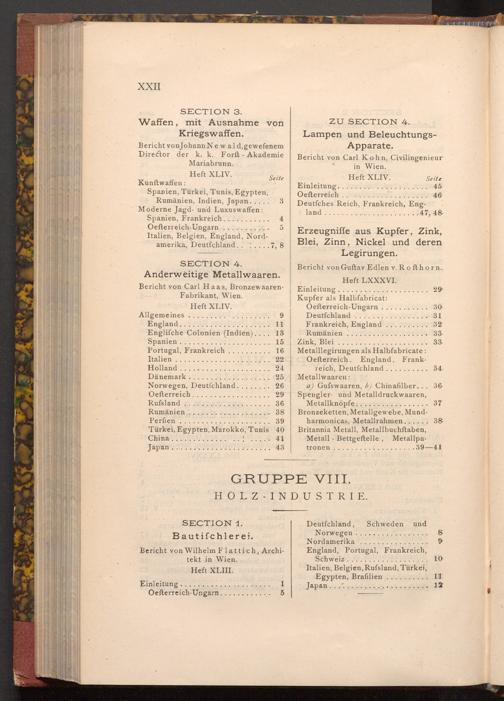 XXII
SECTION 3.
Waffen, mit Ausnahme von
Kriegswaffen.
Bericht von Johann Newald, gewesenem
Director der k. k. Forſt-Akademie
Mariabrunn.
Heft XLIV.
Seite
Kunſtwaffen:
Spanien, Türkei, Tunis, Egypten,
Rumänien, Indien, Japan..... 3
Moderne Jagd- und Luxuswaffen:
Spanien, Frankreich........... 4
Oeſterreich-Ungarn........... 5
Italien, Belgien, England, Nord-
amerika, Deutſchland........7, 8
SECTION 4.
Anderweitige Metallwaaren.
Bericht von Carl Haas, Bronzewaaren-
Fabrikant, Wien.
Heft XLIV.
Allgemeines.................. 9
England.................... 11
Engliſche Colonien (Indien).... 13
Spanien.................... 15
Portugal, Frankreich.......... 16
Italien..................... 22
Holland.................... 24
Dänemark................... 25
Norwegen, Deutſchland........ 26
Oeſterreich.................. 29
Rußland.................... 36
Rumänien................... 38
Perſien..................... 39
Türkei, Egypten, Marokko, Tunis 40
China...................... 41
Japan...................... 43
ZU SECTION 4.
Lampen und Beleuchtungs-
Apparate.
Bericht von Carl Kohn, Civilingenieur
in Wien.
Heft XLIV.
Seite
Einleitung.................... 45
Oeſterreich................... 46
Deutſches Reich, Frankreich, Eng-
land.....................47, 48
Erzeugniſſe aus Kupfer, Zink,
Blei, Zinn, Nickel und deren
Legirungen.
Bericht von Guſtav Edlen v. Roſthorn.
Heft LXXXVI.
Einleitung.................... 29
Kupfer als Halbfabricat:
Oeſterreich-Ungarn........... 30
Deutſchland................. 31
Frankreich, England.......... 32
Rumänien................... 33
Zink, Blei.................... 33
Metallegirungen als Halbfabricate:
Oeſterreich, England, Frank-
reich, Deutſchland........... 34
Metallwaaren:
a) Guſswaaren, b) Chinaſilber... 36
Spengler- und Metalldruckwaaren,
Metallknöpfe................ 37
Bronzeketten, Metallgewebe, Mund-
harmonicas, Metallrahmen...... 38
Britannia Metall, Metallbuchſtaben,
Metall-Bettgeſtelle, Metallpa-
tronen...................39—41
GRUPPE VIII.
HOLZ-INDUSTRIE.
SECTION 1.
Bautiſchlerei.
Bericht von Wilhelm Flattich, Archi-
tekt in Wien.
Heft XLIII.
Einleitung.................... 1
Oeſterreich-Ungarn........... 5
Deutſchland, Schweden und
Norwegen.................. 8
Nordamerika................. 9
England, Portugal, Frankreich,
Schweiz.................... 10
Italien, Belgien, Rußland, Türkei,
Egypten, Braſilien........... 11
Japan....................... 12